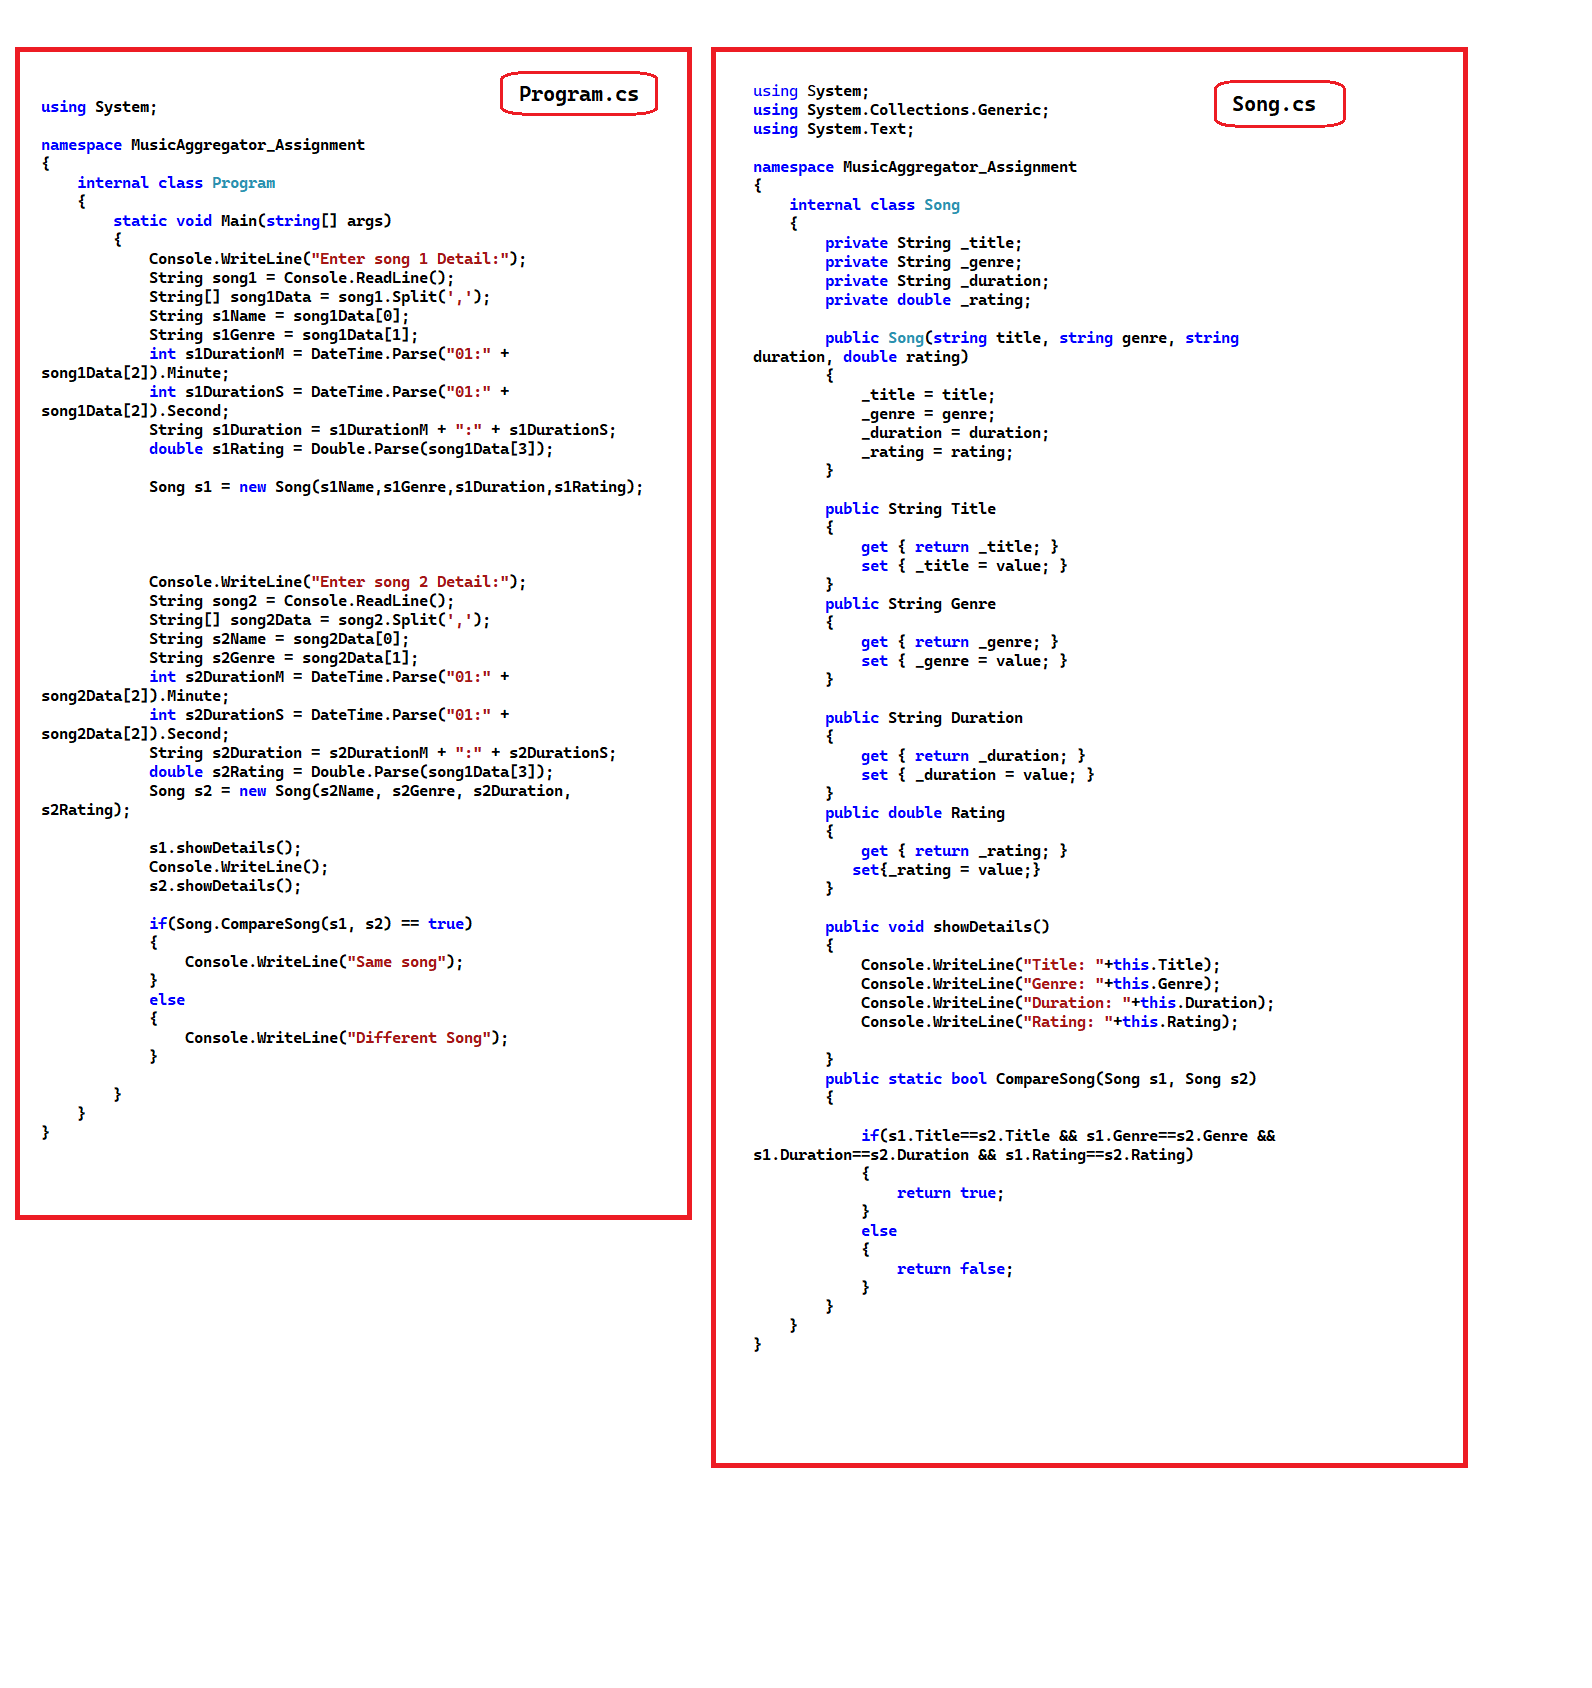 Program.cs
using System;
namespace MusicAggregator_Assignment
{
internal class Program
{
static void Main(string[] args)
{
Console.WriteLine("Enter song 1 Detail:");
String song1 = Console.ReadLine();
String[] song1Data = song1.Split(',');
String s1Name = song1Data[0];
String s1Genre = song1Data[1];
int s1DurationM = DateTime.Parse("01:" +
song1Data[2]).Minute;
int s1DurationS = DateTime.Parse("01:" +
song1Data[2]).Second;
String s1Duration = s1DurationM + ":" + s1DurationS;
double s1Rating = Double.Parse(song1Data[3]);
Song s1 = new Song(s1Name,s1Genre,s1Duration,s1Rating);
Console.WriteLine("Enter song 2 Detail:");
String song2 = Console.ReadLine();
String[] song2Data = song2.Split(',');
String s2Name = song2Data[0];
String s2Genre = song2Data[1];
int s2DurationM = DateTime.Parse("01:" +
song2Data[2]).Minute;
int s2DurationS = DateTime.Parse("01:" +
song2Data[2]).Second;
String s2Duration = s2DurationM + ":" + s2DurationS;
double s2Rating = Double.Parse(song1Data[3]);
Song s2 = new Song(s2Name, s2Genre, s2Duration,
s2Rating);
s1.showDetails();
Console.WriteLine();
s2.showDetails();
if(Song.CompareSong(s1, s2) == true)
{
Console.WriteLine("Same song");
}
else
{
Console.WriteLine("Different Song");
}
}
}
}
Song.cs
using System;
using System.Collections.Generic;
using System.Text;
namespace MusicAggregator_Assignment
{
internal class Song
{
private String _title;
private String _genre;
private String _duration;
private double _rating;
public Song(string title, string genre, string
duration, double rating)
{
_title = title;
_genre = genre;
_duration = duration;
_rating = rating;
}
public String Title
{
get { return _title; }
set { _title = value; }
}
public String Genre
{
get { return _genre; }
set { _genre = value; }
}
public String Duration
{
get { return _duration; }
set { _duration = value; }
}
public double Rating
{
get { return _rating; }
set{_rating = value;}
}
public void showDetails()
{
Console.WriteLine("Title: "+this.Title);
Console.WriteLine("Genre: "+this.Genre);
Console.WriteLine("Duration: "+this.Duration);
Console.WriteLine("Rating: "+this.Rating);
}
public static bool CompareSong(Song s1, Song s2)
{
if(s1.Title==s2.Title && s1.Genre==s2.Genre &&
s1.Duration==s2.Duration && s1.Rating==s2.Rating)
{
return true;
}
else
{
return false;
}
}
}
}